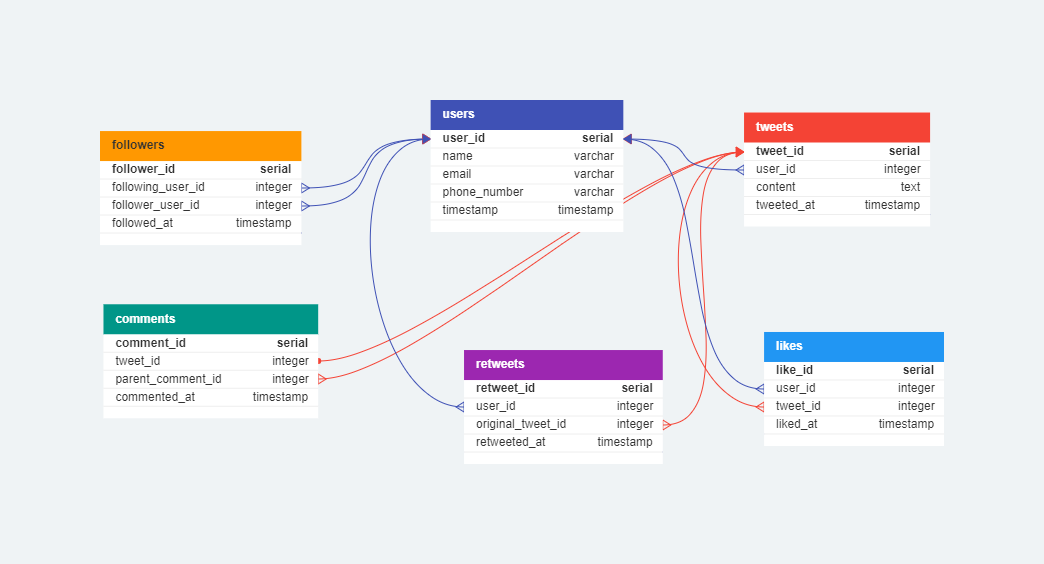 followers
follower_id serial
following_user_id integer
follower_user_id integer
followed_at timestamp
users
user_id serial
name varchar
email varchar
phone_number varchar
timestamp timestamp
tweets
tweet_id serial
user_id integer
content text
tweeted_at timestamp
comments
comment_id serial
tweet_id integer
parent_comment_id integer
commented_at timestamp
retweets
retweet_id serial
user_id integer
original_tweet_id integer
retweeted_at timestamp
likes
like_id serial
user_id integer
tweet_id integer
liked_at timestamp